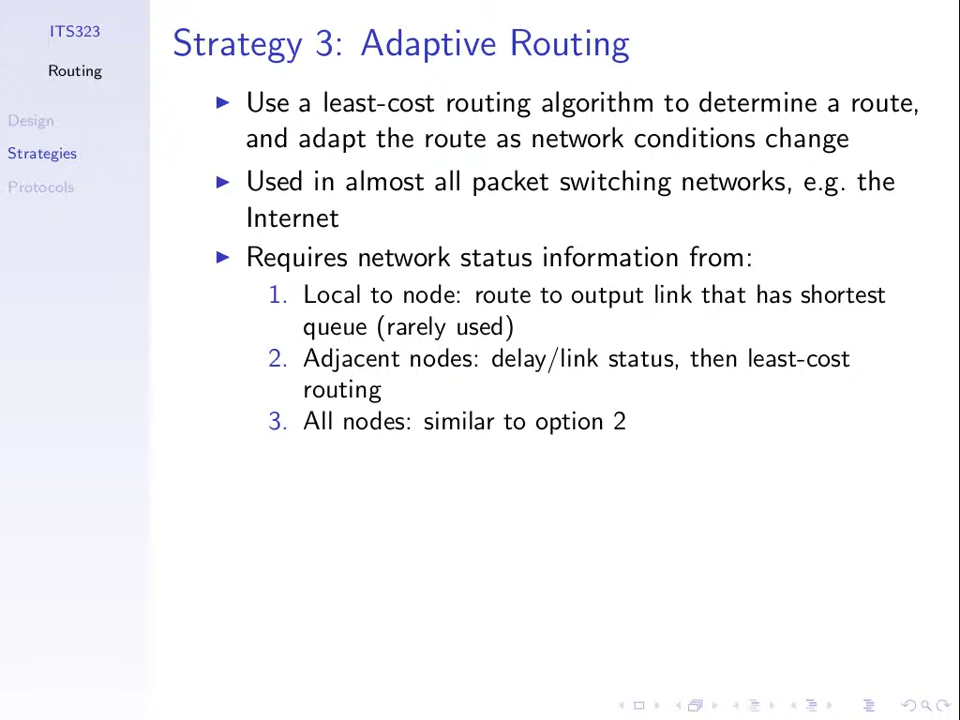 ITS323
Routing
Design
Strategies
Protocols
Strategy 3: Adaptive Routing
Use a least-cost routing algorithm to determine a route,
and adapt the route as network conditions change
Used in almost all packet switching networks, e.g. the
Internet
Requires network status information from:
1. Local to node: route to output link that has shortest
queue (rarely used)
2. Adjacent nodes: delay/link status, then least-cost
routing
3. All nodes: similar to option 2